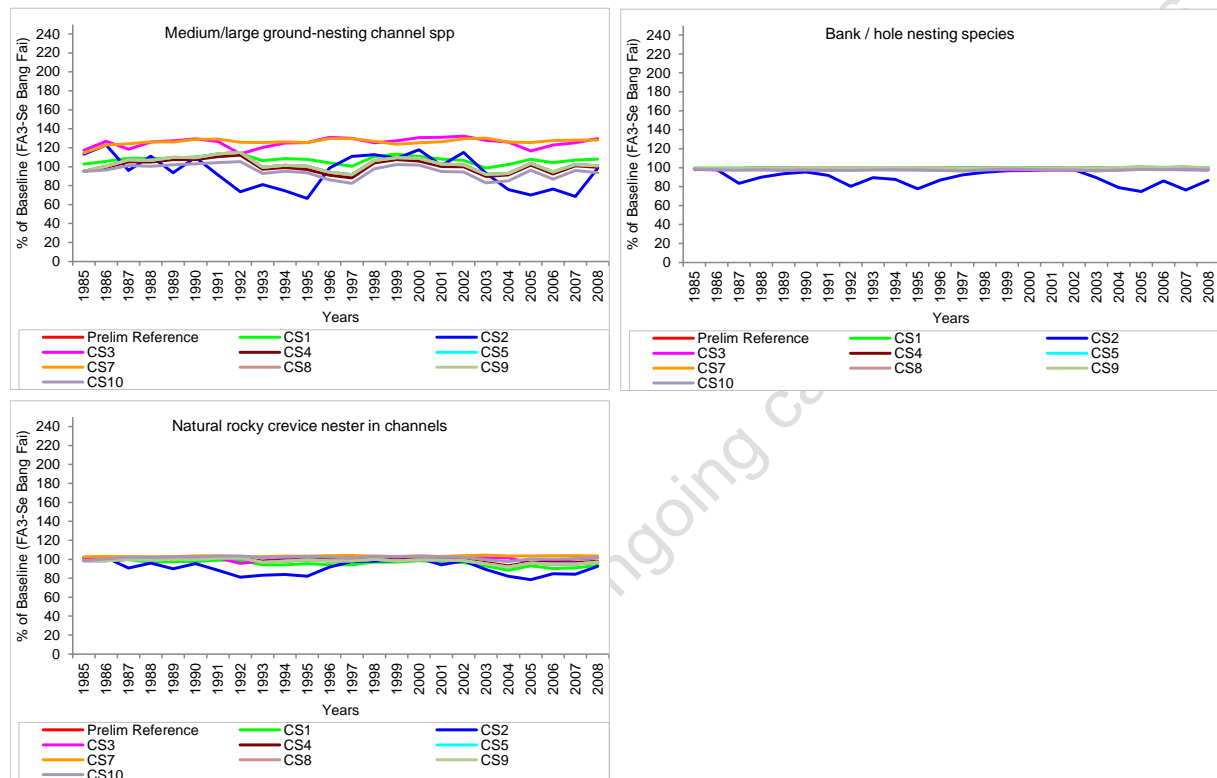 Medium/large ground-nesting channel spp
% of Baseline (FA3-Se Bang Fai)
240
220
200
180
160
140
120
100
80
60
40
20
0
1985 1986 1987 1988 1989 1990 1991 1992 1993 1994 1995 1996 1997 1998 1999 2000 2001 2002 2003 2004 2005 2006 2007 2008
Years
Prelim Reference CS1 CS2
CS3 CS4 CS5
CS7 CS8 CS9
CS10
Bank / hole nesting species
% of Baseline (FA3-Se Bang Fai)
240
220
200
180
160
140
120
100
80
60
40
20
0
1985 1986 1987 1988 1989 1990 1991 1992 1993 1994 1995 1996 1997 1998 1999 2000 2001 2002 2003 2004 2005 2006 2007 2008
Years
Prelim Reference CS1 CS2
CS3 CS4 CS5
CS7 CS8 CS9
CS10
Natural rocky crevice nester in channels
% of Baseline (FA3-Se Bang Fai)
240
220
200
180
160
140
120
100
80
60
40
20
0
1985 1986 1987 1988 1989 1990 1991 1992 1993 1994 1995 1996 1997 1998 1999 2000 2001 2002 2003 2004 2005 2006 2007 2008
Years
Prelim Reference CS1 CS2
CS3 CS4 CS5
CS7 CS8 CS9
CS10
ngoing